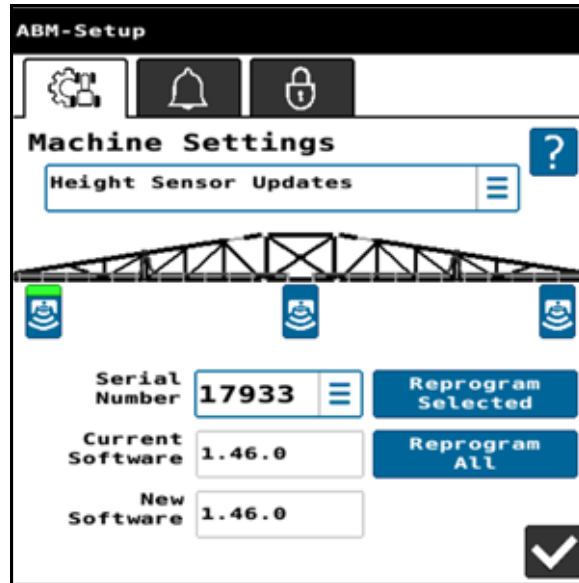 ABM-Setup
Machine Settings
?
Height Sensor Updates
Serial
Number
17933
Reprogram
Selected
Current
Software
1.46.0
Reprogram
All
New
Software
1.46.0